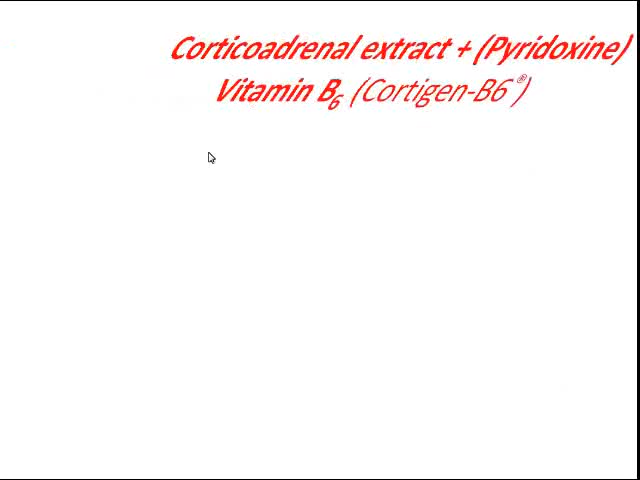 Corticoadrenal extract + (Pyridoxine)
Vitamin B₆ (Cortigen-B6®)